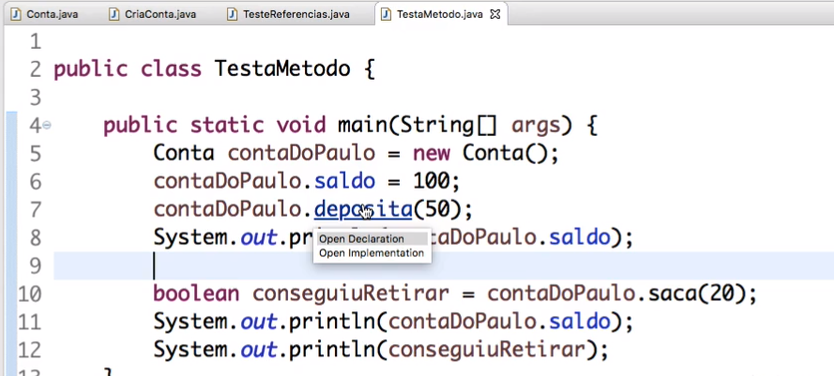 Conta.java CriaConta.java TesteReferencias.java TestaMetodo.java
1
2 public class TestaMetodo {
3
4 public static void main(String[] args) {
5 Conta contaDoPaulo = new Conta();
6 contaDoPaulo.saldo = 100;
7 contaDoPaulo.deposita(50);
8 System.out.pr taDoPaulo.saldo);
Open Declaration
Open Implementation
9
10 boolean conseguiuRetirar = contaDoPaulo.saca(20);
11 System.out.println(contaDoPaulo.saldo);
12 System.out.println(conseguiuRetirar);
13 }